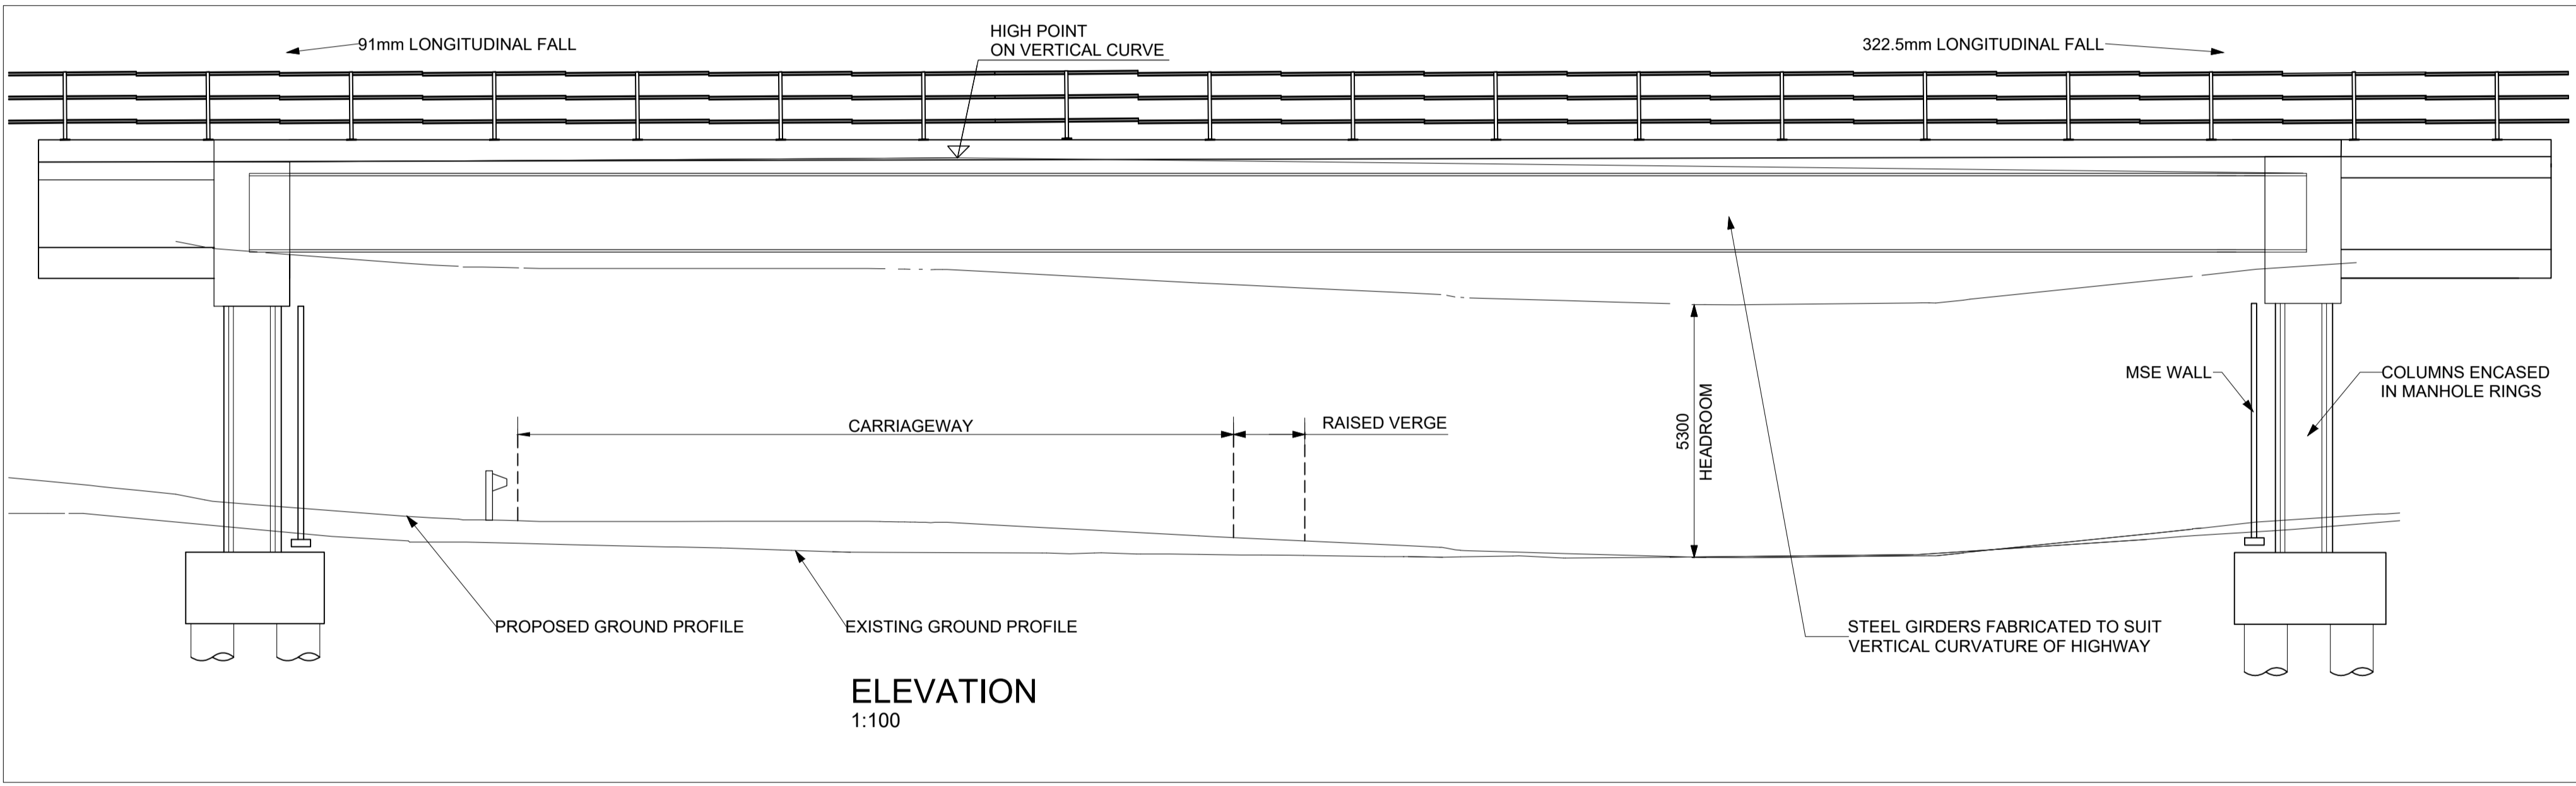 91mm LONGITUDINAL FALL
HIGH POINT
ON VERTICAL CURVE
322.5mm LONGITUDINAL FALL
CARRIAGEWAY
RAISED VERGE
5300
HEADROOM
MSE WALL
COLUMNS ENCASED
IN MANHOLE RINGS
PROPOSED GROUND PROFILE
EXISTING GROUND PROFILE
STEEL GIRDERS FABRICATED TO SUIT
VERTICAL CURVATURE OF HIGHWAY
ELEVATION
1:100